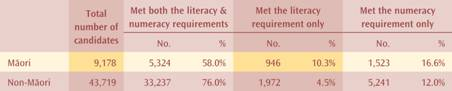 Total number of candidates Met both the literacy & numeracy requirements Met the literacy requirement only Met the numeracy requirement only
No. % No. % No. %
Māori 9,178 5,324 58.0% 946 10.3% 1,523 16.6%
Non-Māori 43,719 33,237 76.0% 1,972 4.5% 5,241 12.0%